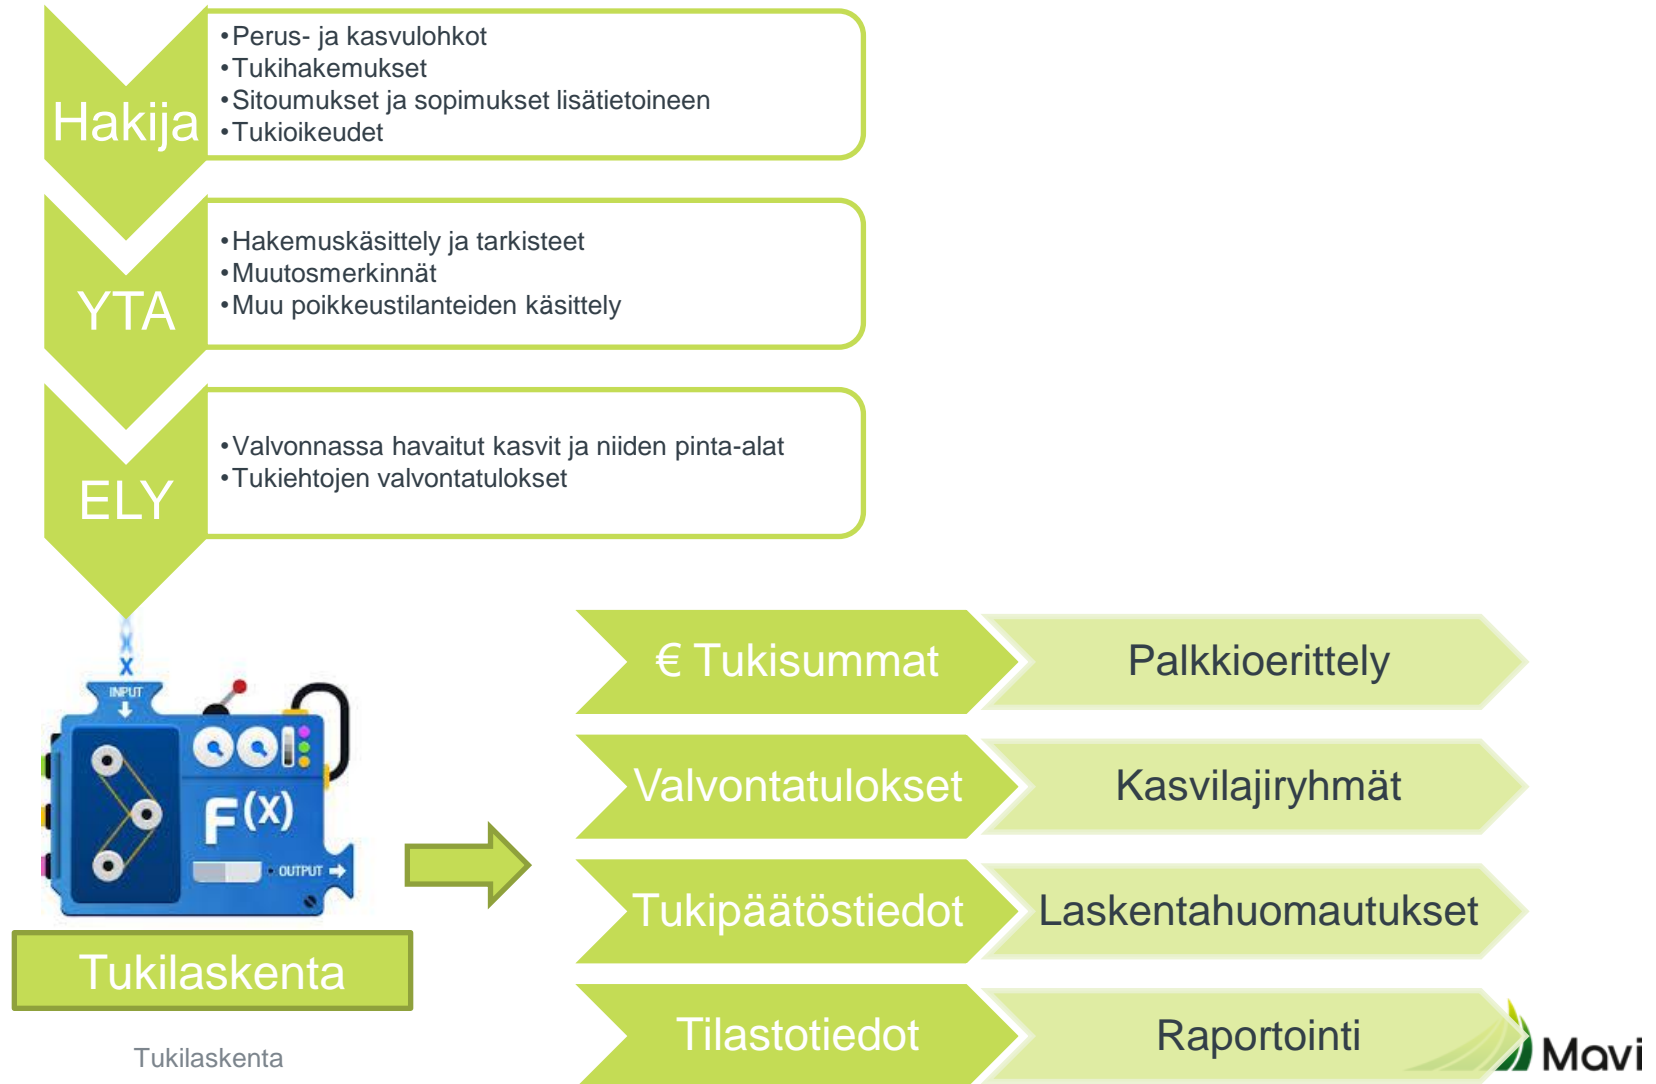 Hakija
•Perus- ja kasvulohkot
•Tukihakemukset
•Sitoumukset ja sopimukset lisätietoineen
•Tukioikeudet
YTA
•Hakemuskäsittely ja tarkisteet
•Muutosmerkinnät
•Muu poikkeustilanteiden käsittely
ELY
•Valvonnassa havaitut kasvit ja niiden pinta-alat
•Tukiehtojen valvontatulokset
X
X
X
INPUT
F(X)
OUTPUT
Tukilaskenta
€ Tukisummat
Palkkioerittely
Valvontatulokset
Kasvilajiryhmät
Tukipäätöstiedot
Laskentahuomautukset
Tilastotiedot
Raportointi
Tukilaskenta
Mavi